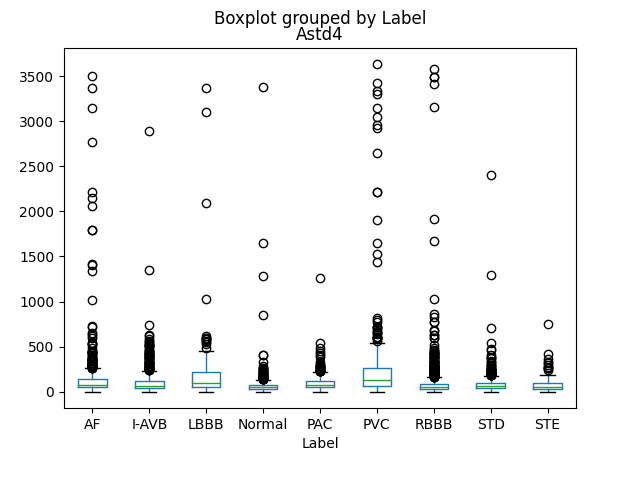 Boxplot grouped by Label
Astd4
3500
3000
2500
2000
1500
1000
500
0
AF I-AVB LBBB Normal PAC PVC RBBB STD STE
Label